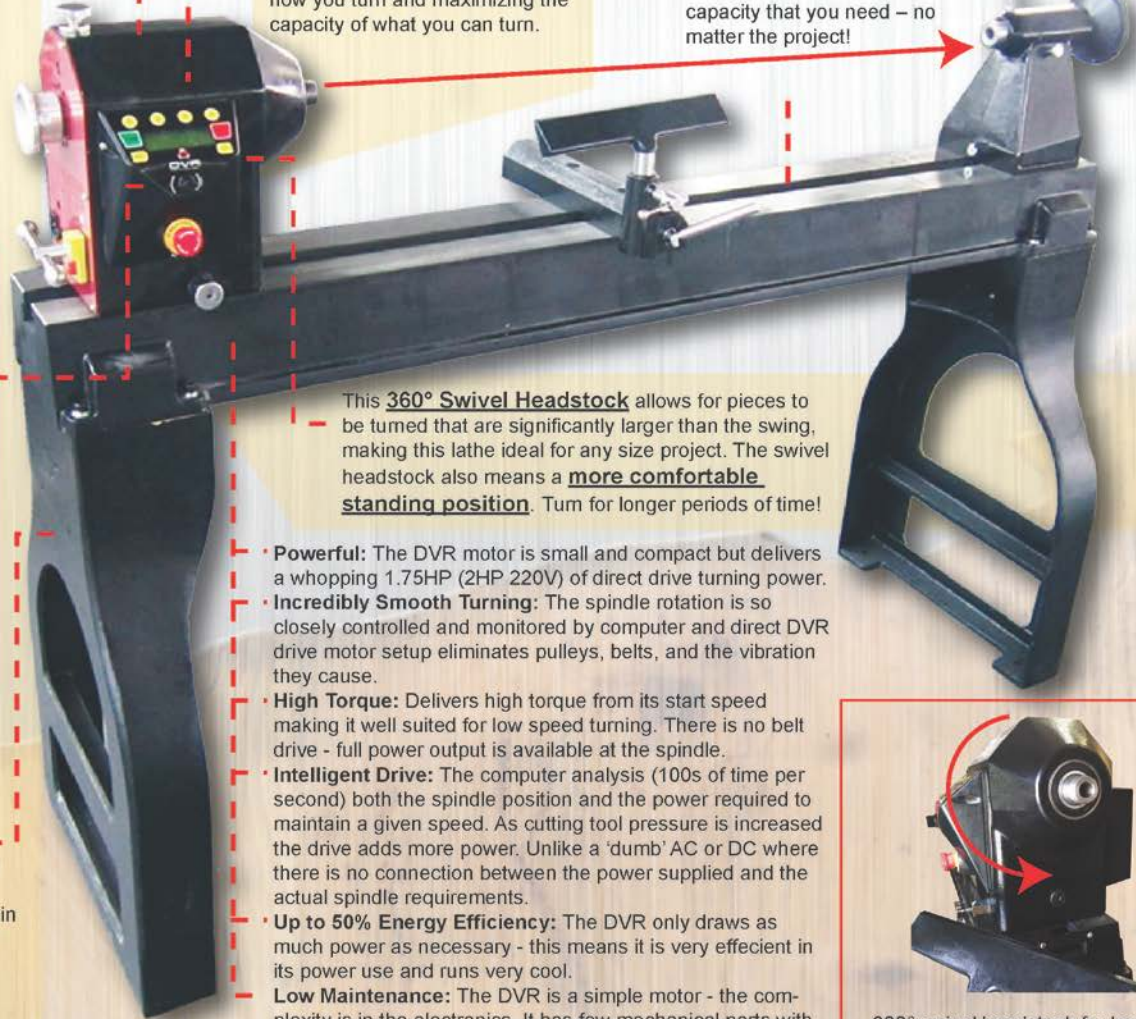 how you turn and maximizing the
capacity of what you can turn.
capacity that you need – no
matter the project!
DVR
This 360° Swivel Headstock allows for pieces to
be turned that are significantly larger than the swing,
making this lathe ideal for any size project. The swivel
headstock also means a more comfortable
standing position. Turn for longer periods of time!
· Powerful: The DVR motor is small and compact but delivers
a whopping 1.75HP (2HP 220V) of direct drive turning power.
· Incredibly Smooth Turning: The spindle rotation is so
closely controlled and monitored by computer and direct DVR
drive motor setup eliminates pulleys, belts, and the vibration
they cause.
· High Torque: Delivers high torque from its start speed
making it well suited for low speed turning. There is no belt
drive - full power output is available at the spindle.
· Intelligent Drive: The computer analysis (100s of time per
second) both the spindle position and the power required to
maintain a given speed. As cutting tool pressure is increased
the drive adds more power. Unlike a 'dumb' AC or DC where
there is no connection between the power supplied and the
actual spindle requirements.
· Up to 50% Energy Efficiency: The DVR only draws as
much power as necessary - this means it is very effecient in
its power use and runs very cool.
Low Maintenance: The DVR is a simple motor - the com-
plexity is in the electronics. It has few mechanical parts with
in